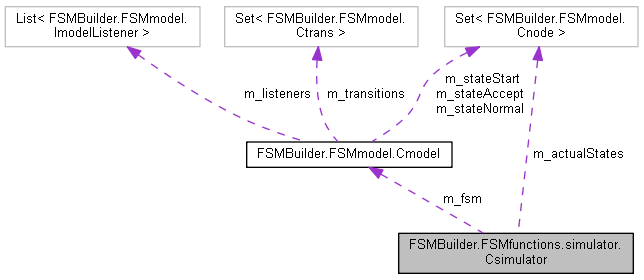 List< FSMBuilder.FSMmodel.
ImodelListener >
Set< FSMBuilder.FSMmodel.
Ctrans >
Set< FSMBuilder.FSMmodel.
Cnode >
m_listeners
m_transitions
m_stateStart
m_stateAccept
m_stateNormal
FSMBuilder.FSMmodel.Cmodel
m_actualStates
m_fsm
FSMBuilder.FSMfunctions.simulator.
Csimulator